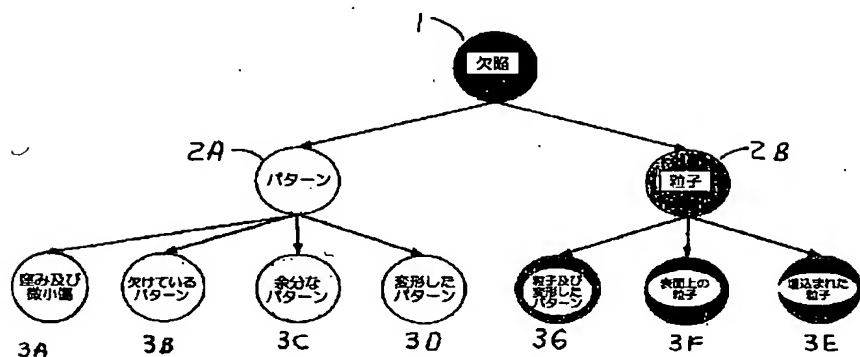 1
欠陥
2A
パターン
2B
粒子
窪み及び
微小傷
欠けている
パターン
余分な
パターン
変形した
パターン
粒子及び
変形した
パターン
表面上の
粒子
埋込まれた
粒子
3A
3B
3C
3D
3G
3F
3E